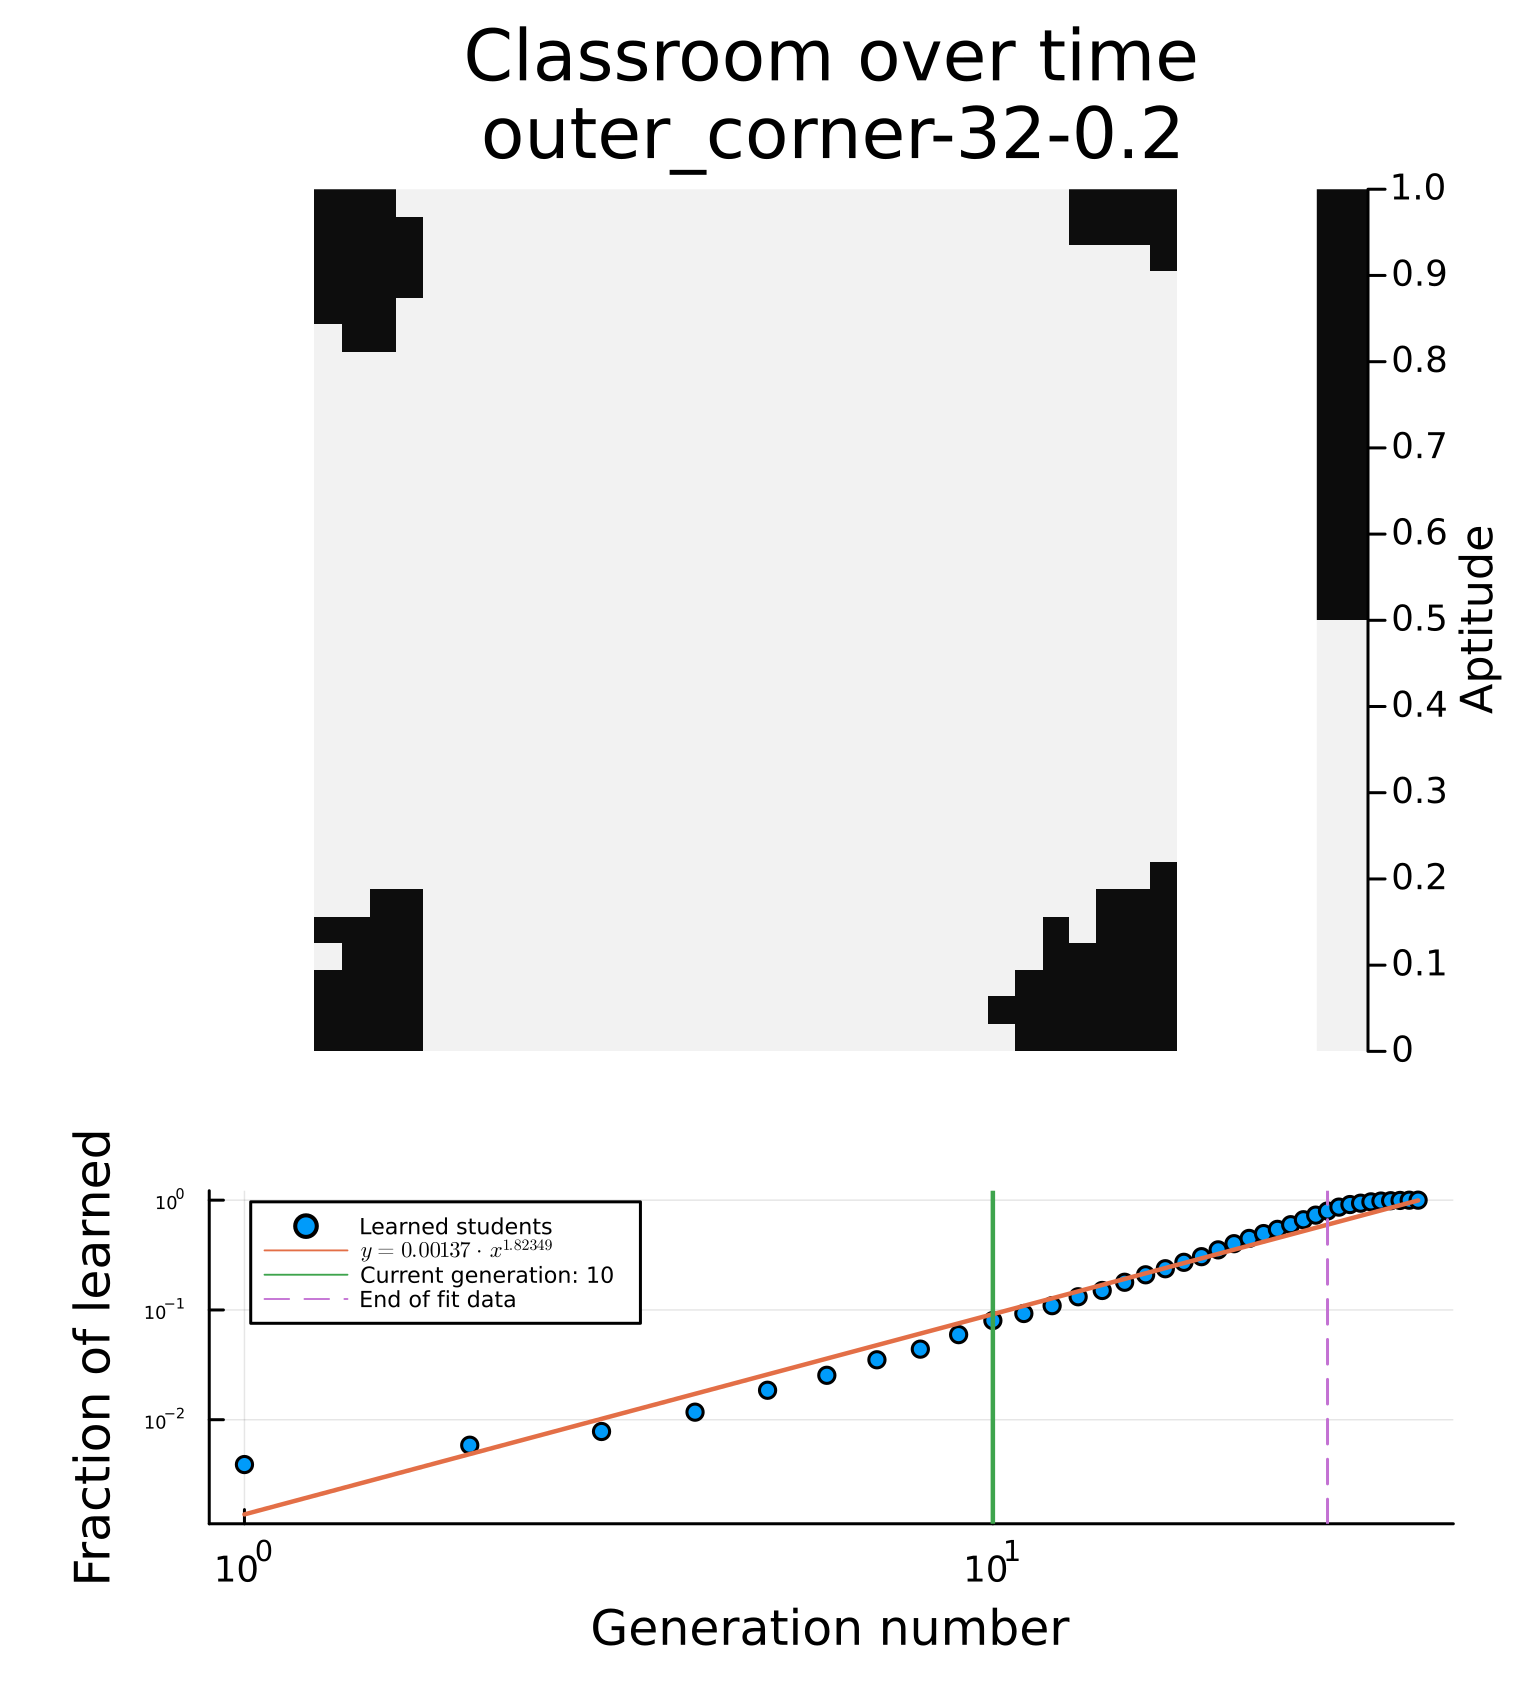 Classroom over time
outer_corner-32-0.2
1.0
0.9
0.8
0.7
0.6
0.5
0.4
0.3
0.2
0.1
0
Aptitude
Fraction of learned
10⁰
10⁻¹
10⁻²
Learned students
y = 0.00137 · x^1.82349
Current generation: 10
End of fit data
10⁰
10¹
Generation number